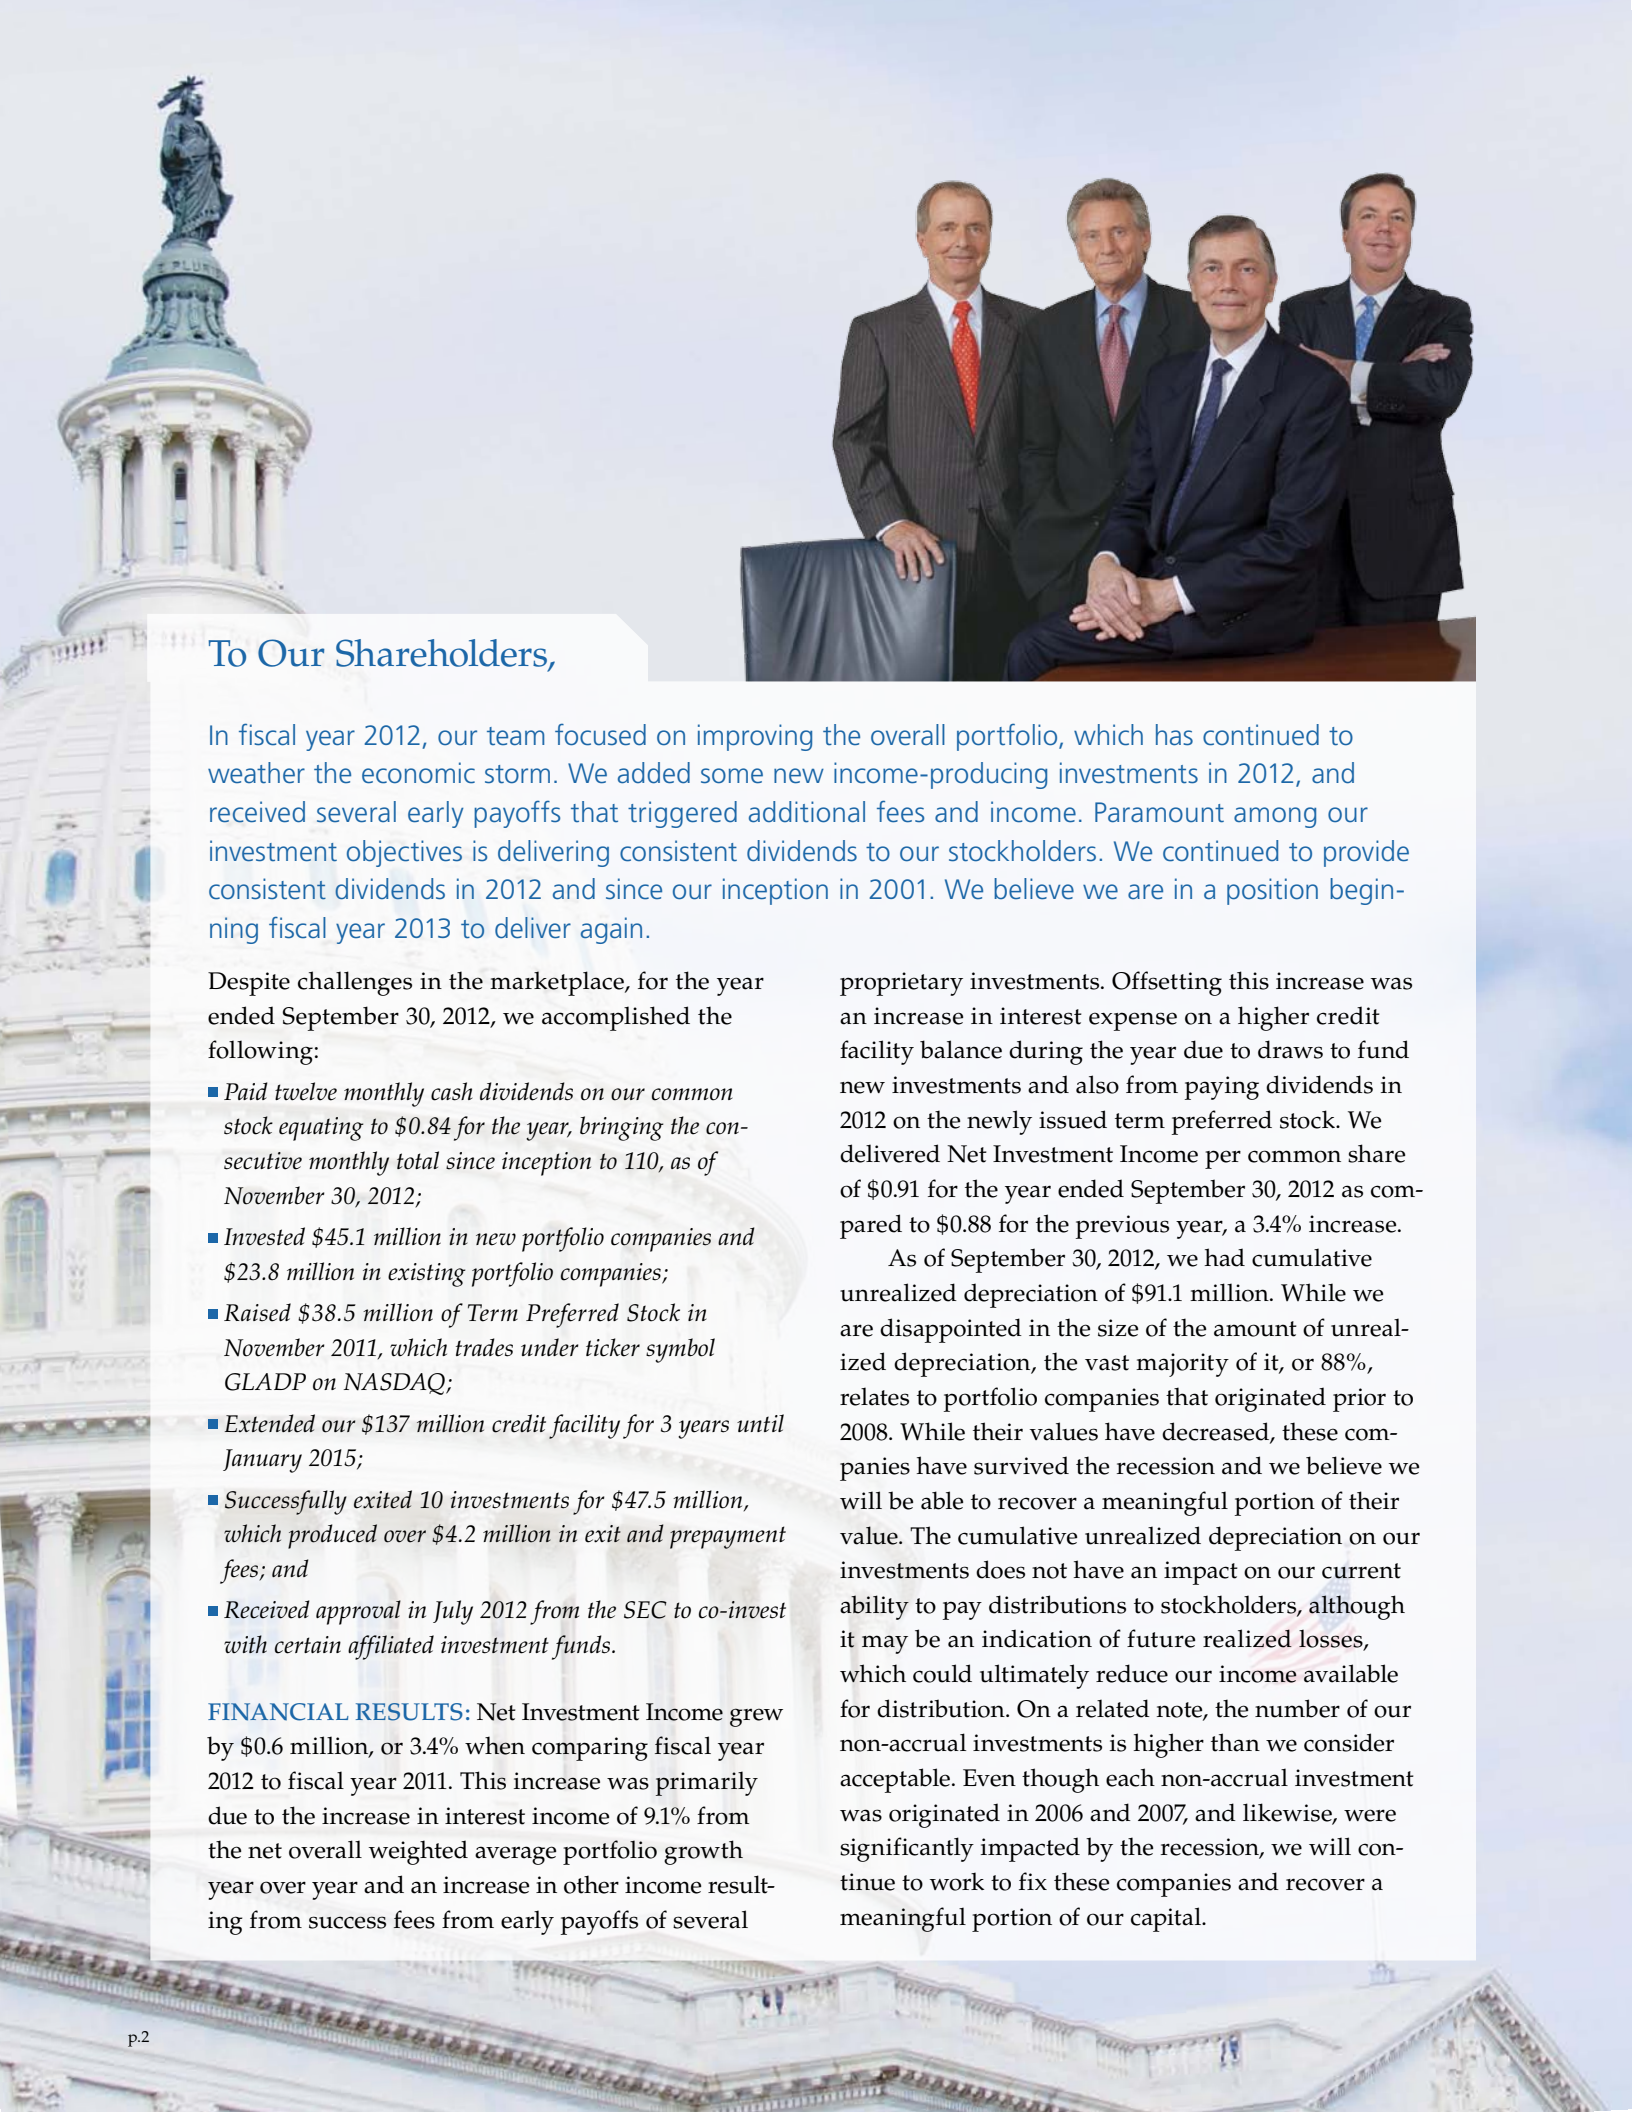 E PLURI
To Our Shareholders,
In fiscal year 2012, our team focused on improving the overall portfolio, which has continued to
weather the economic storm. We added some new income-producing investments in 2012, and
received several early payoffs that triggered additional fees and income. Paramount among our
investment objectives is delivering consistent dividends to our stockholders. We continued to provide
consistent dividends in 2012 and since our inception in 2001. We believe we are in a position begin-
ning fiscal year 2013 to deliver again.
Despite challenges in the marketplace, for the year
ended September 30, 2012, we accomplished the
following:
■ Paid twelve monthly cash dividends on our common
stock equating to $0.84 for the year, bringing the con-
secutive monthly total since inception to 110, as of
November 30, 2012;
■ Invested $45.1 million in new portfolio companies and
$23.8 million in existing portfolio companies;
■ Raised $38.5 million of Term Preferred Stock in
November 2011, which trades under ticker symbol
GLADP on NASDAQ;
■ Extended our $137 million credit facility for 3 years until
January 2015;
■ Successfully exited 10 investments for $47.5 million,
which produced over $4.2 million in exit and prepayment
fees; and
■ Received approval in July 2012 from the SEC to co-invest
with certain affiliated investment funds.
FINANCIAL RESULTS: Net Investment Income grew
by $0.6 million, or 3.4% when comparing fiscal year
2012 to fiscal year 2011. This increase was primarily
due to the increase in interest income of 9.1% from
the net overall weighted average portfolio growth
year over year and an increase in other income result-
ing from success fees from early payoffs of several
proprietary investments. Offsetting this increase was
an increase in interest expense on a higher credit
facility balance during the year due to draws to fund
new investments and also from paying dividends in
2012 on the newly issued term preferred stock. We
delivered Net Investment Income per common share
of $0.91 for the year ended September 30, 2012 as com-
pared to $0.88 for the previous year, a 3.4% increase.
As of September 30, 2012, we had cumulative
unrealized depreciation of $91.1 million. While we
are disappointed in the size of the amount of unreal-
ized depreciation, the vast majority of it, or 88%,
relates to portfolio companies that originated prior to
2008. While their values have decreased, these com-
panies have survived the recession and we believe we
will be able to recover a meaningful portion of their
value. The cumulative unrealized depreciation on our
investments does not have an impact on our current
ability to pay distributions to stockholders, although
it may be an indication of future realized losses,
which could ultimately reduce our income available
for distribution. On a related note, the number of our
non-accrual investments is higher than we consider
acceptable. Even though each non-accrual investment
was originated in 2006 and 2007, and likewise, were
significantly impacted by the recession, we will con-
tinue to work to fix these companies and recover a
meaningful portion of our capital.
p.2